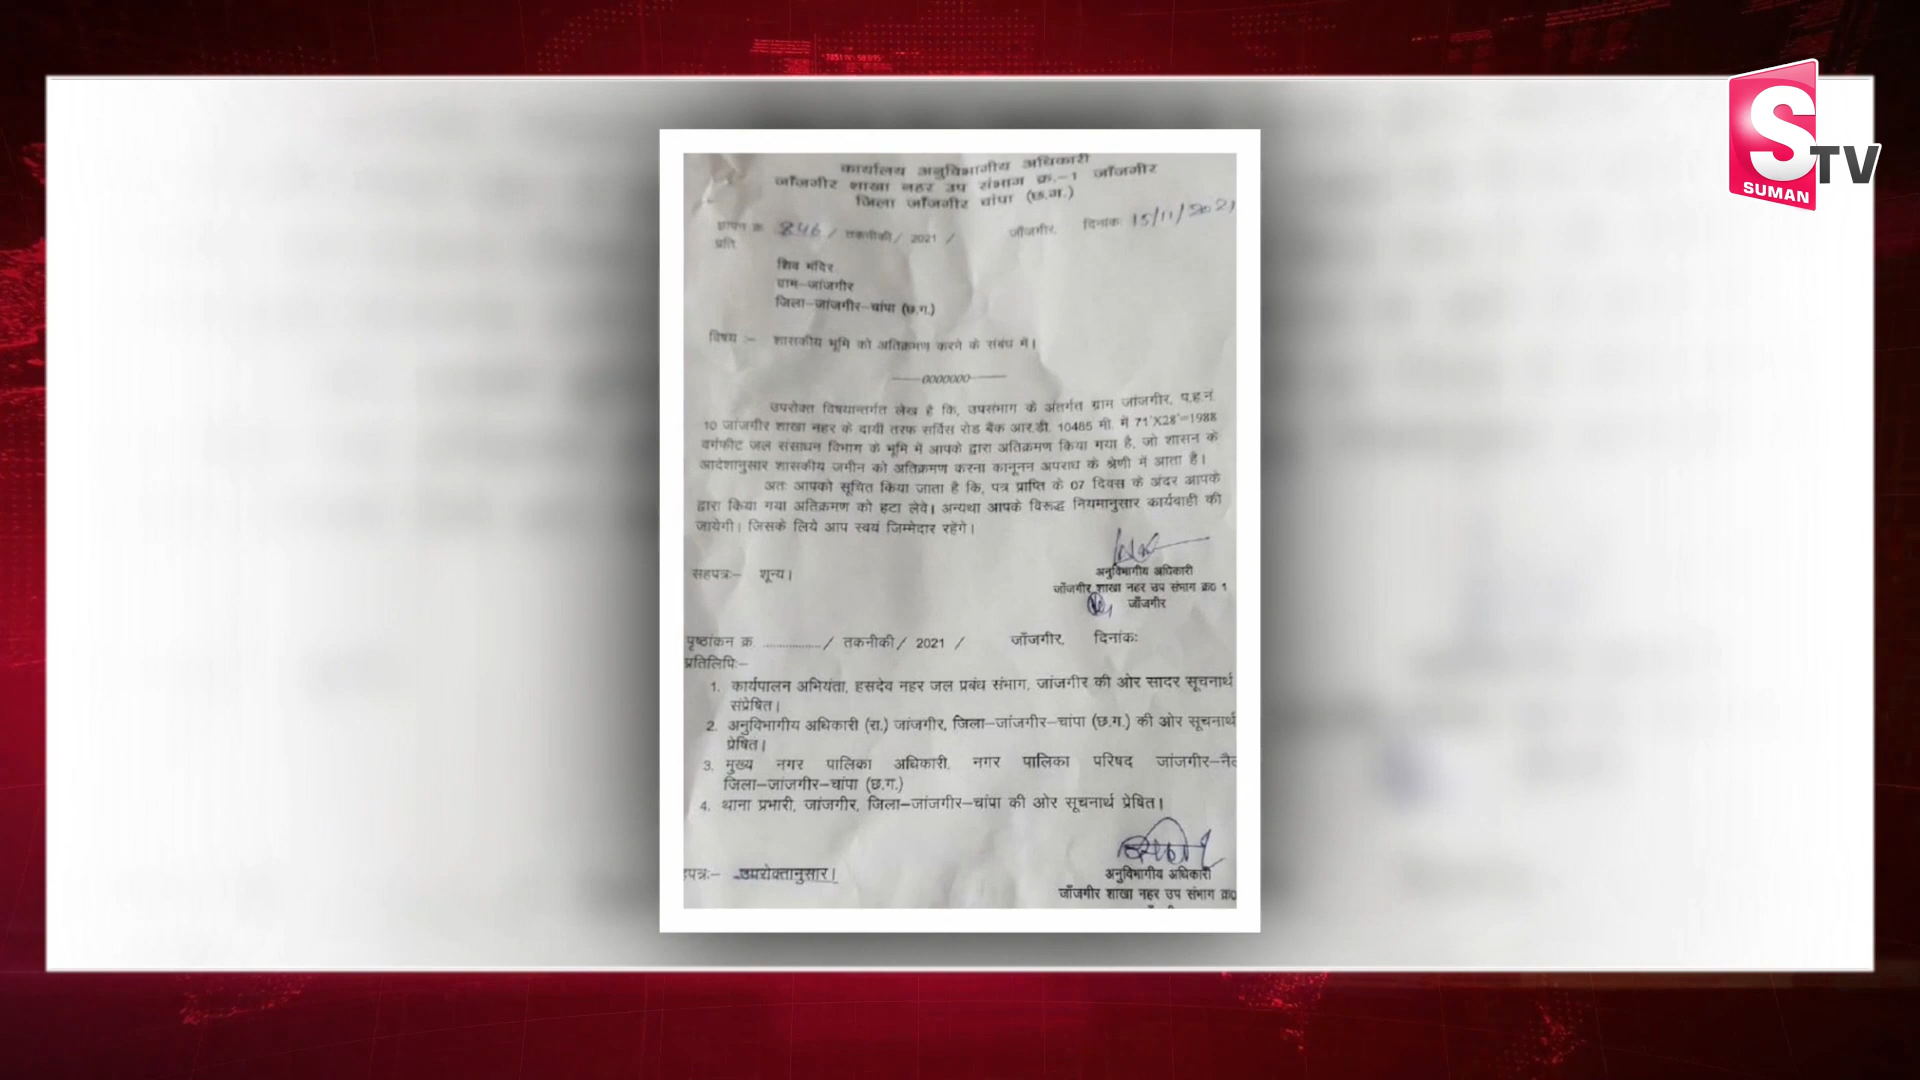 S
SUMAN
TV
कार्यालय अनुविभागीय अधिकारी
जाँजगीर शाखा नहर उप संभाग क्र.–1 जाँजगीर
जिला जाँजगीर चांपा (छ.ग.)
ज्ञापन क्र. 846 / तकनीकी / 2021 / जाँजगीर, दिनांक 15/11/2021
प्रति
शिव मंदिर
ग्राम–जांजगीर
जिला–जांजगीर–चांपा (छ.ग.)
विषय :– शासकीय भूमि को अतिक्रमण करने के संबंध में।
——0000000——
उपरोक्त विषयान्तर्गत लेख है कि, उपसंभाग के अंतर्गत ग्राम जांजगीर, प.ह.नं.
10 जांजगीर शाखा नहर के दायी तरफ सर्विस रोड बैंक आर.डी. 10485 मी. में 71'X28'=1988
वर्गफीट जल संसाधन विभाग के भूमि में आपके द्वारा अतिक्रमण किया गया है, जो शासन के
आदेशानुसार शासकीय जमीन को अतिक्रमण करना कानूनन अपराध के श्रेणी में आता है।
अतः आपको सूचित किया जाता है कि, पत्र प्राप्ति के 07 दिवस के अंदर आपके
द्वारा किया गया अतिक्रमण को हटा लेवे। अन्यथा आपके विरूद्ध नियमानुसार कार्यवाही की
जायेगी। जिसके लिये आप स्वयं जिम्मेदार रहेंगे।
सहपत्रः– शून्य।
अनुविभागीय अधिकारी
जाँजगीर शाखा नहर उप संभाग क्र0 1
जाँजगीर
पृष्ठांकन क्र. ................/ तकनीकी / 2021 / जाँजगीर, दिनांकः
प्रतिलिपिः–
1. कार्यपालन अभियंता, हसदेव नहर जल प्रबंध संभाग, जांजगीर की ओर सादर सूचनार्थ
संप्रेषित।
2. अनुविभागीय अधिकारी (रा.) जांजगीर, जिला–जांजगीर–चांपा (छ.ग.) की ओर सूचनार्थ
प्रेषित।
3. मुख्य नगर पालिका अधिकारी, नगर पालिका परिषद जांजगीर–नै
जिला–जांजगीर–चांपा (छ.ग.)
4. थाना प्रभारी, जांजगीर, जिला–जांजगीर–चांपा की ओर सूचनार्थ प्रेषित।
हपत्रः– उपरोक्तानुसार।
अनुविभागीय अधिकारी
जाँजगीर शाखा नहर उप संभाग क्र0